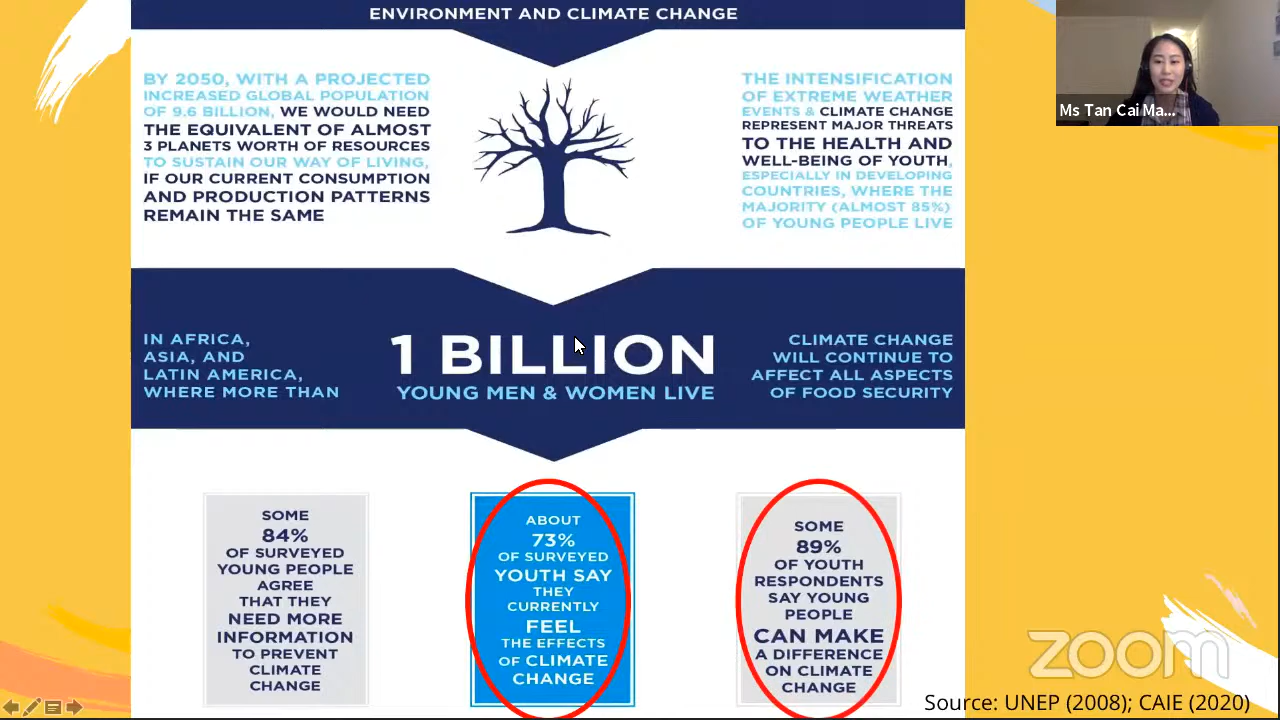 ENVIRONMENT AND CLIMATE CHANGE
BY 2050, WITH A PROJECTED
INCREASED GLOBAL POPULATION
OF 9.6 BILLION, WE WOULD NEED
THE EQUIVALENT OF ALMOST
3 PLANETS WORTH OF RESOURCES
TO SUSTAIN OUR WAY OF LIVING,
IF OUR CURRENT CONSUMPTION
AND PRODUCTION PATTERNS
REMAIN THE SAME
THE INTENSIFICATION
OF EXTREME WEATHER
EVENTS & CLIMATE CHANGE
REPRESENT MAJOR THREATS
TO THE HEALTH AND
WELL-BEING OF YOUTH,
ESPECIALLY IN DEVELOPING
COUNTRIES, WHERE THE
MAJORITY (ALMOST 85%)
OF YOUNG PEOPLE LIVE
Ms Tan Cai Ma...
IN AFRICA,
ASIA, AND
LATIN AMERICA,
WHERE MORE THAN
1 BILLION
YOUNG MEN & WOMEN LIVE
CLIMATE CHANGE
WILL CONTINUE TO
AFFECT ALL ASPECTS
OF FOOD SECURITY
SOME
84%
OF SURVEYED
YOUNG PEOPLE
AGREE
THAT THEY
NEED MORE
INFORMATION
TO PREVENT
CLIMATE
CHANGE
ABOUT
73%
OF SURVEYED
YOUTH SAY
THEY
CURRENTLY
FEEL
THE EFFECTS
OF CLIMATE
CHANGE
SOME
89%
OF YOUTH
RESPONDENTS
SAY YOUNG
PEOPLE
CAN MAKE
A DIFFERENCE
ON CLIMATE
CHANGE
zoom
Source: UNEP (2008); CAIE (2020)